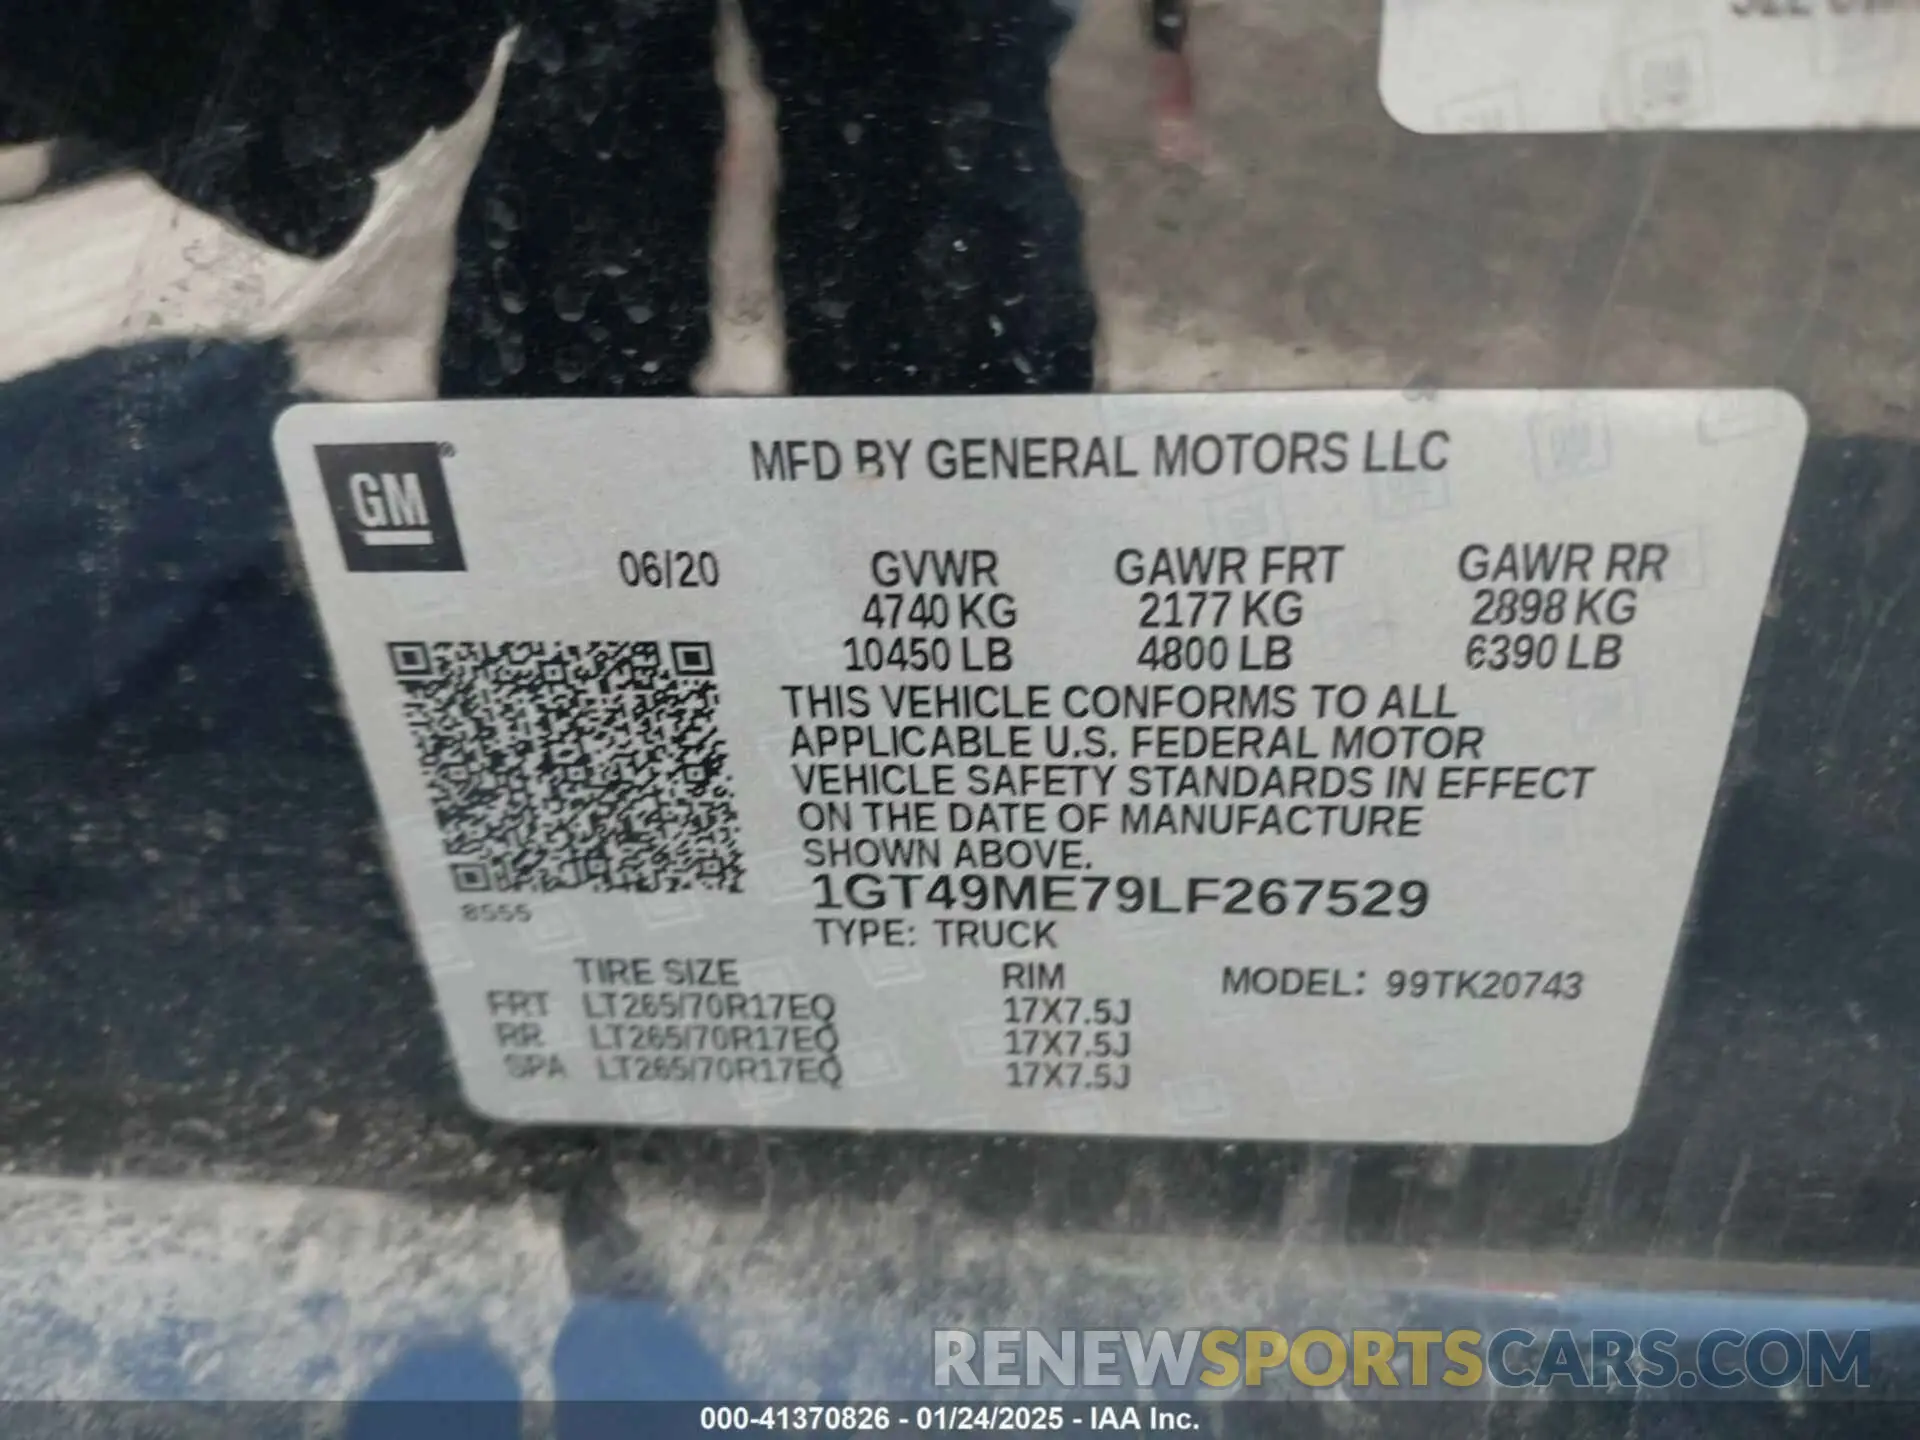 MFD BY GENERAL MOTORS LLC
GM®
06/20 GVWR GAWR FRT GAWR RR
4740 KG 2177 KG 2898 KG
10450 LB 4800 LB 6390 LB
THIS VEHICLE CONFORMS TO ALL
APPLICABLE U.S. FEDERAL MOTOR
VEHICLE SAFETY STANDARDS IN EFFECT
ON THE DATE OF MANUFACTURE
SHOWN ABOVE.
1GT49ME79LF267529
8555
TYPE: TRUCK
TIRE SIZE RIM MODEL: 99TK20743
FRT LT265/70R17EQ 17X7.5J
RR LT265/70R17EQ 17X7.5J
SPA LT265/70R17EQ 17X7.5J
RENEWSPORTSCARS.COM
000-41370826 - 01/24/2025 - IAA Inc.